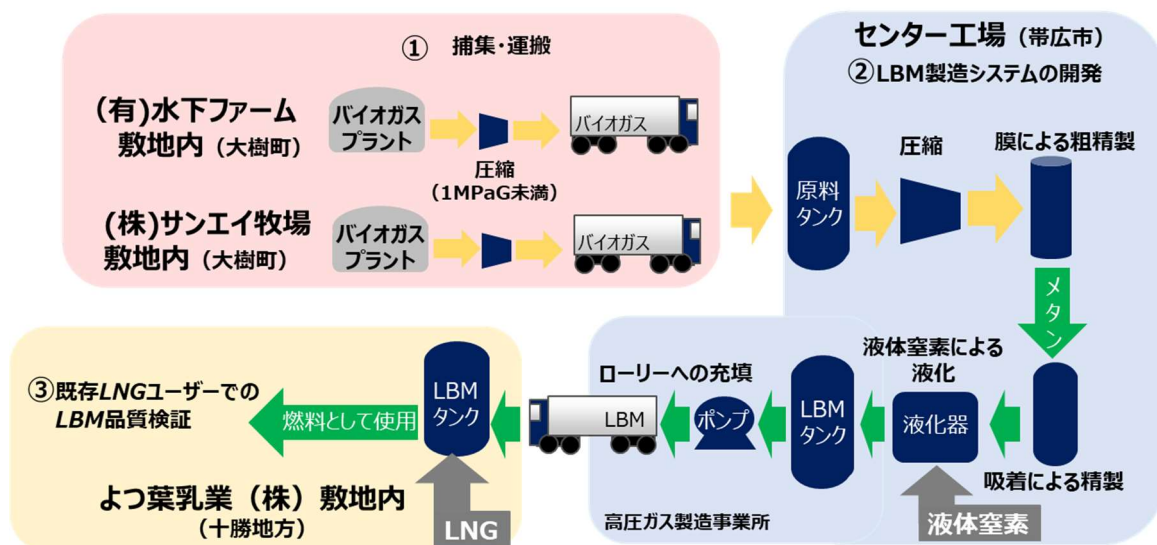 ① 捕集・運搬
(有)水下ファーム
敷地内（大樹町）
バイオガス
プラント
圧縮
(1MPaG未満)
バイオガス
(株)サンエイ牧場
敷地内（大樹町）
バイオガス
プラント
バイオガス
センター工場（帯広市）
②LBM製造システムの開発
原料
タンク
圧縮
膜による粗精製
メタン
吸着による精製
液体窒素による
液化
液化器
液体窒素
LBM
タンク
ローリーへの充填
ポンプ
LBM
高圧ガス製造事業所
LBM
タンク
LNG
燃料として使用
③既存LNGユーザーでの
LBM品質検証
よつ葉乳業（株）敷地内
（十勝地方）